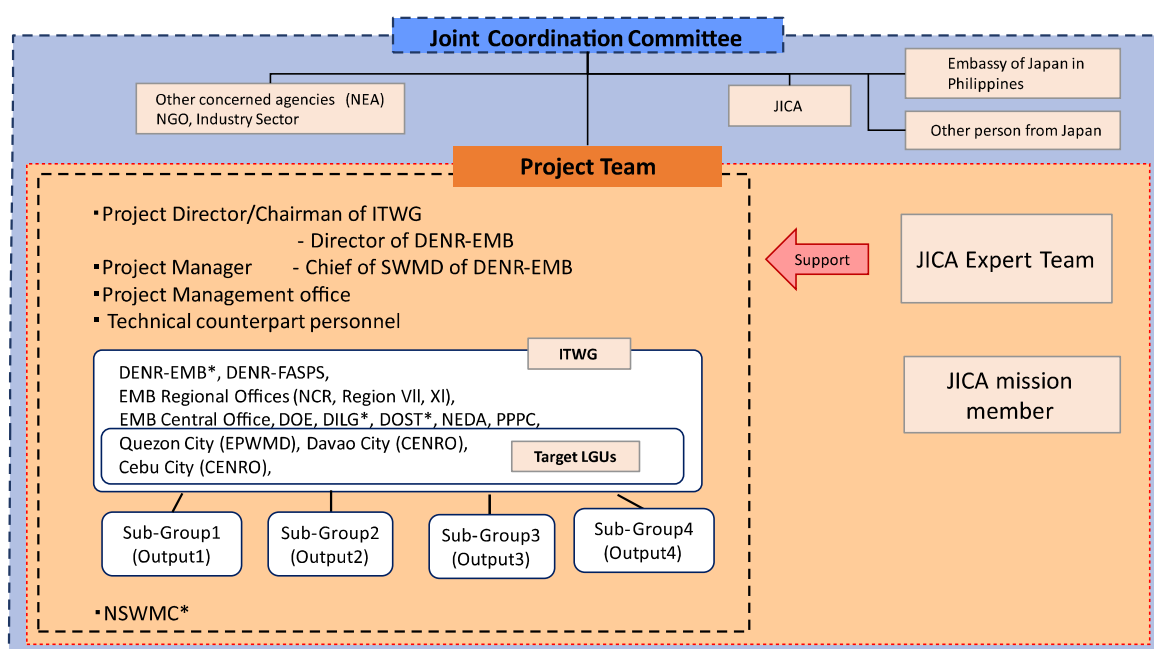 Joint Coordination Committee
Other concerned agencies (NEA)
NGO, Industry Sector
JICA
Embassy of Japan in
Philippines
Other person from Japan
Project Team
・Project Director/Chairman of ITWG
- Director of DENR-EMB
・Project Manager - Chief of SWMD of DENR-EMB
・Project Management office
・ Technical counterpart personnel
Support
JICA Expert Team
JICA mission
member
ITWG
DENR-EMB*, DENR-FASPS,
EMB Regional Offices (NCR, Region Vll, Xl),
EMB Central Office, DOE, DILG*, DOST*, NEDA, PPPC,
Quezon City (EPWMD), Davao City (CENRO),
Cebu City (CENRO),
Target LGUs
Sub-Group1
(Output1)
Sub-Group2
(Output2)
Sub-Group3
(Output3)
Sub-Group4
(Output4)
・NSWMC*